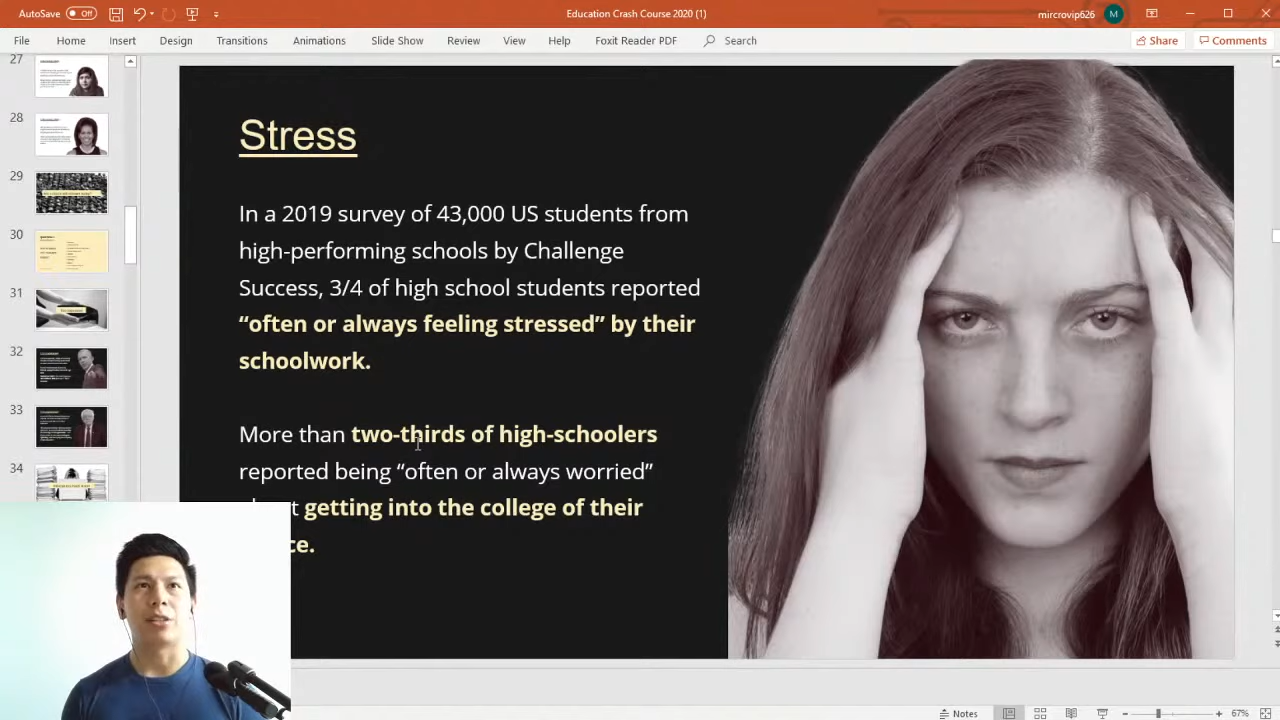 AutoSave Off
Education Crash Course 2020 (1)
mircrovip626 M
File Home Insert Design Transitions Animations Slide Show Review View Help Foxit Reader PDF Search Share Comments
27
28
29
30
31
32
33
34
Stress
In a 2019 survey of 43,000 US students from
high-performing schools by Challenge
Success, 3/4 of high school students reported
“often or always feeling stressed” by their
schoolwork.
More than two-thirds of high-schoolers
reported being “often or always worried”
getting into the college of their
Notes 67%